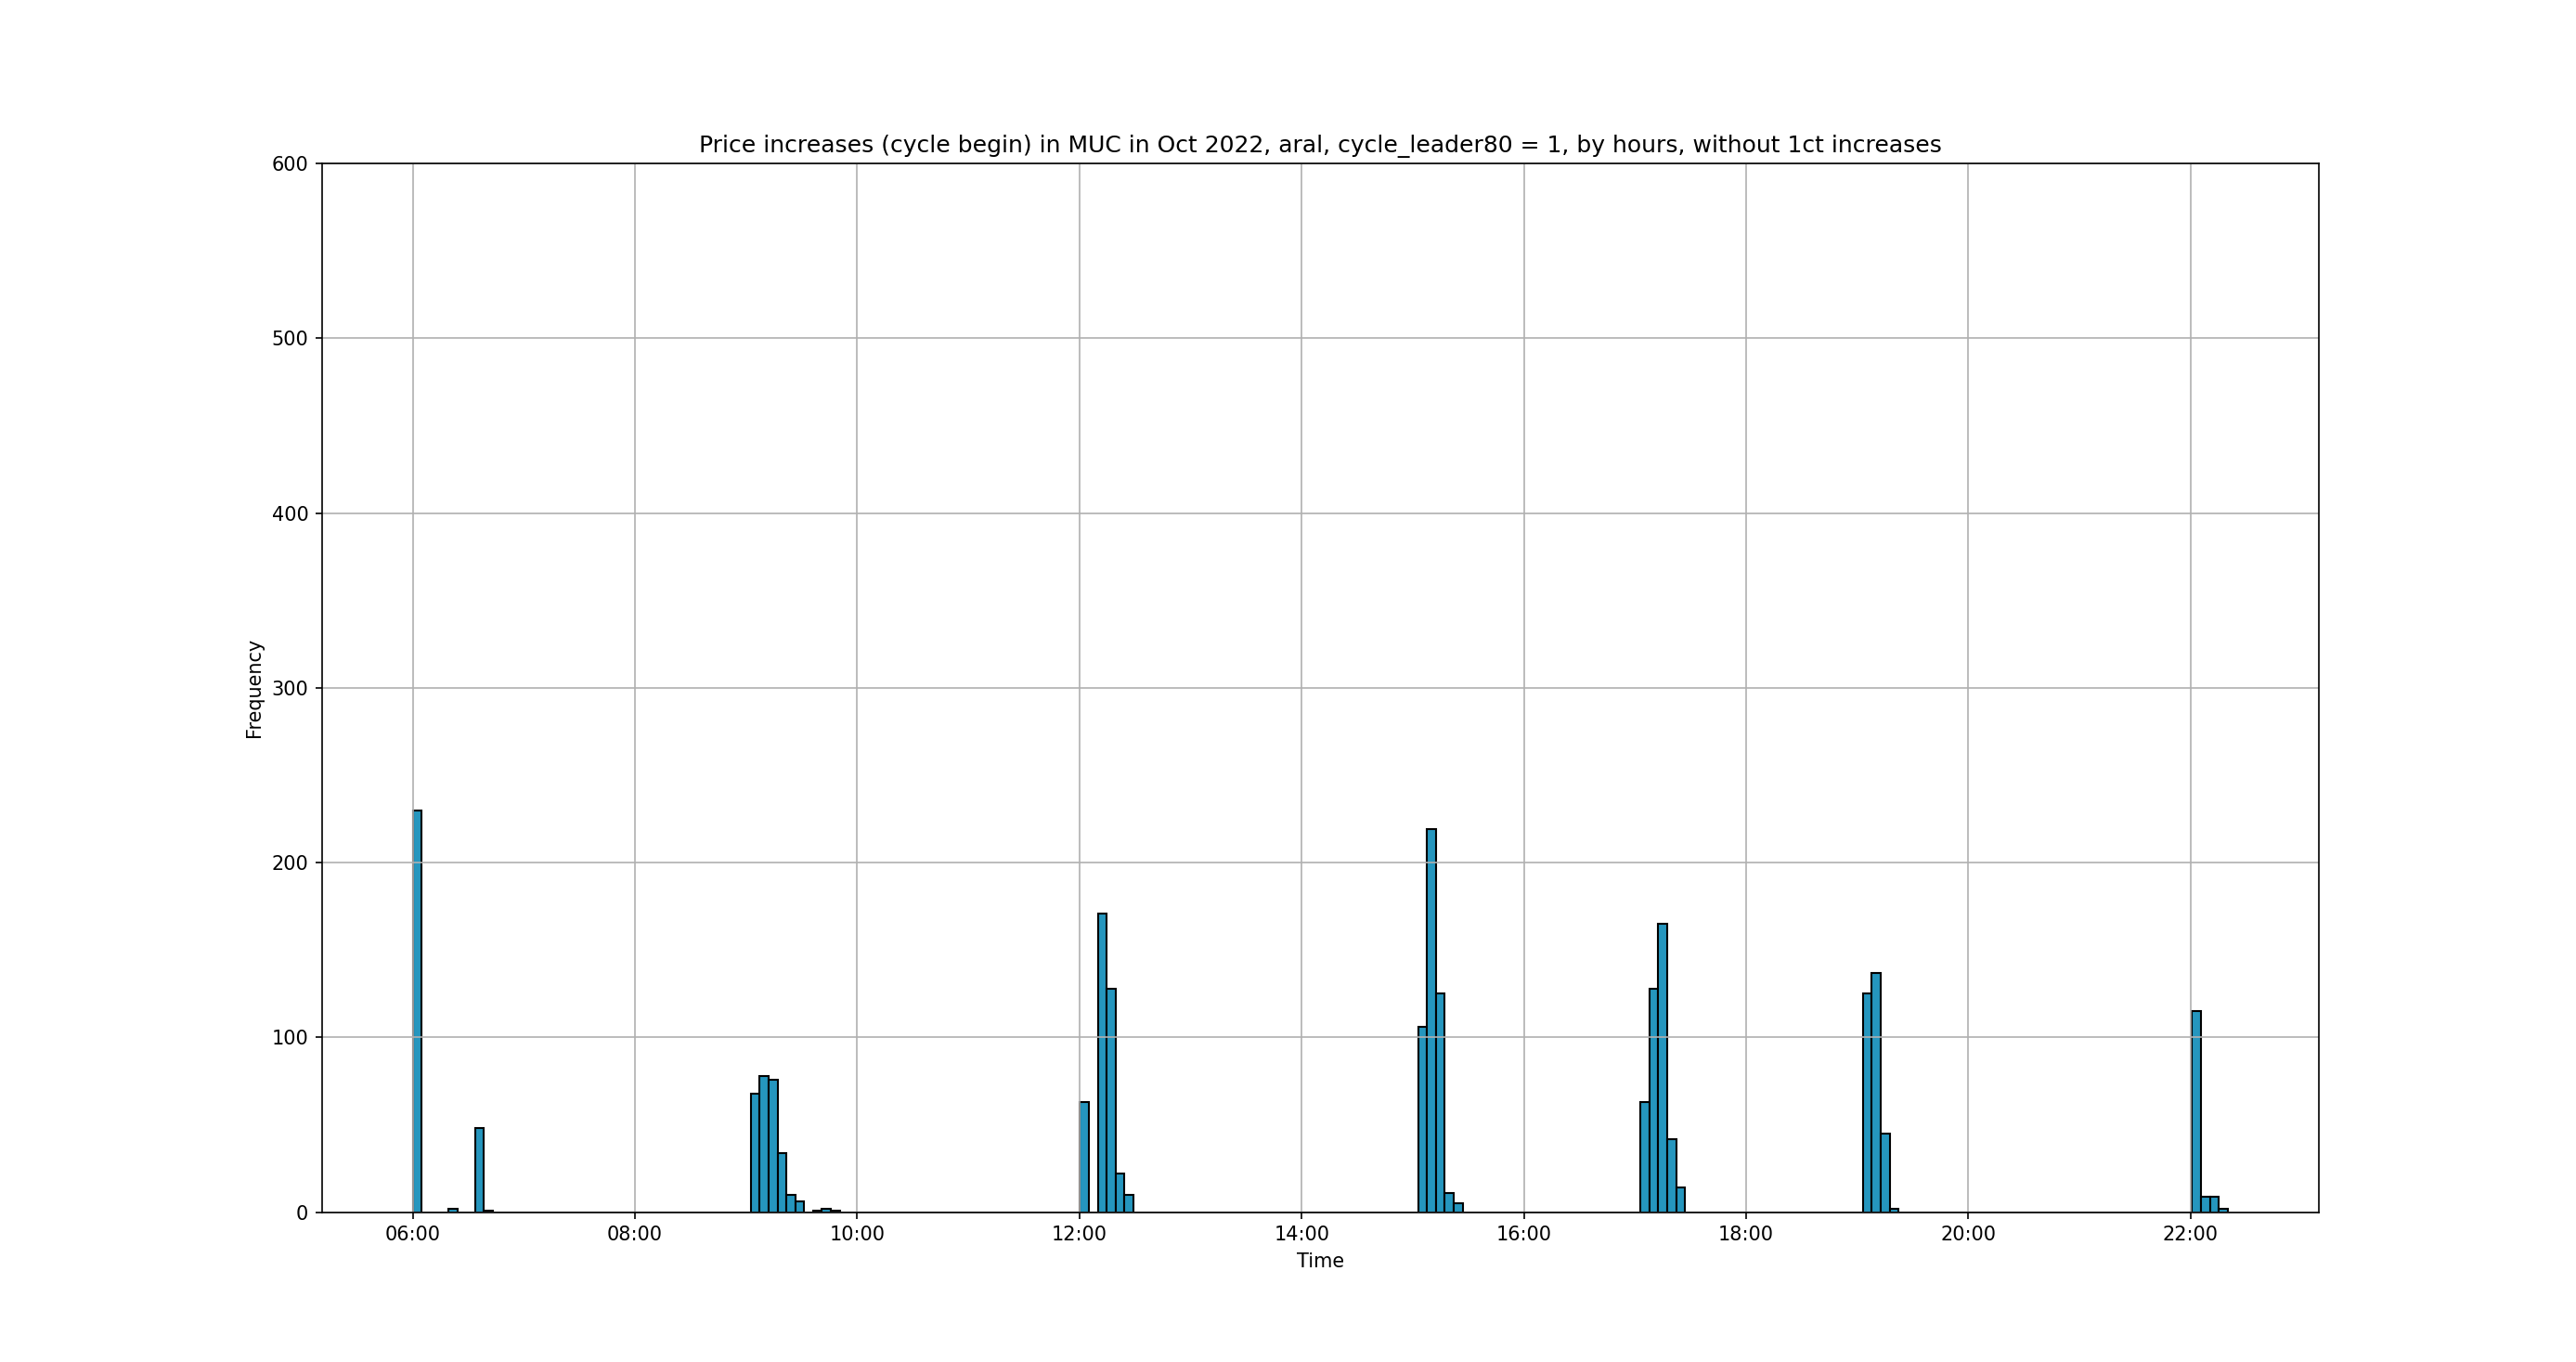 Price increases (cycle begin) in MUC in Oct 2022, aral, cycle_leader80 = 1, by hours, without 1ct increases
600
500
400
300
200
100
0
Frequency
06:00 08:00 10:00 12:00 14:00 16:00 18:00 20:00 22:00
Time